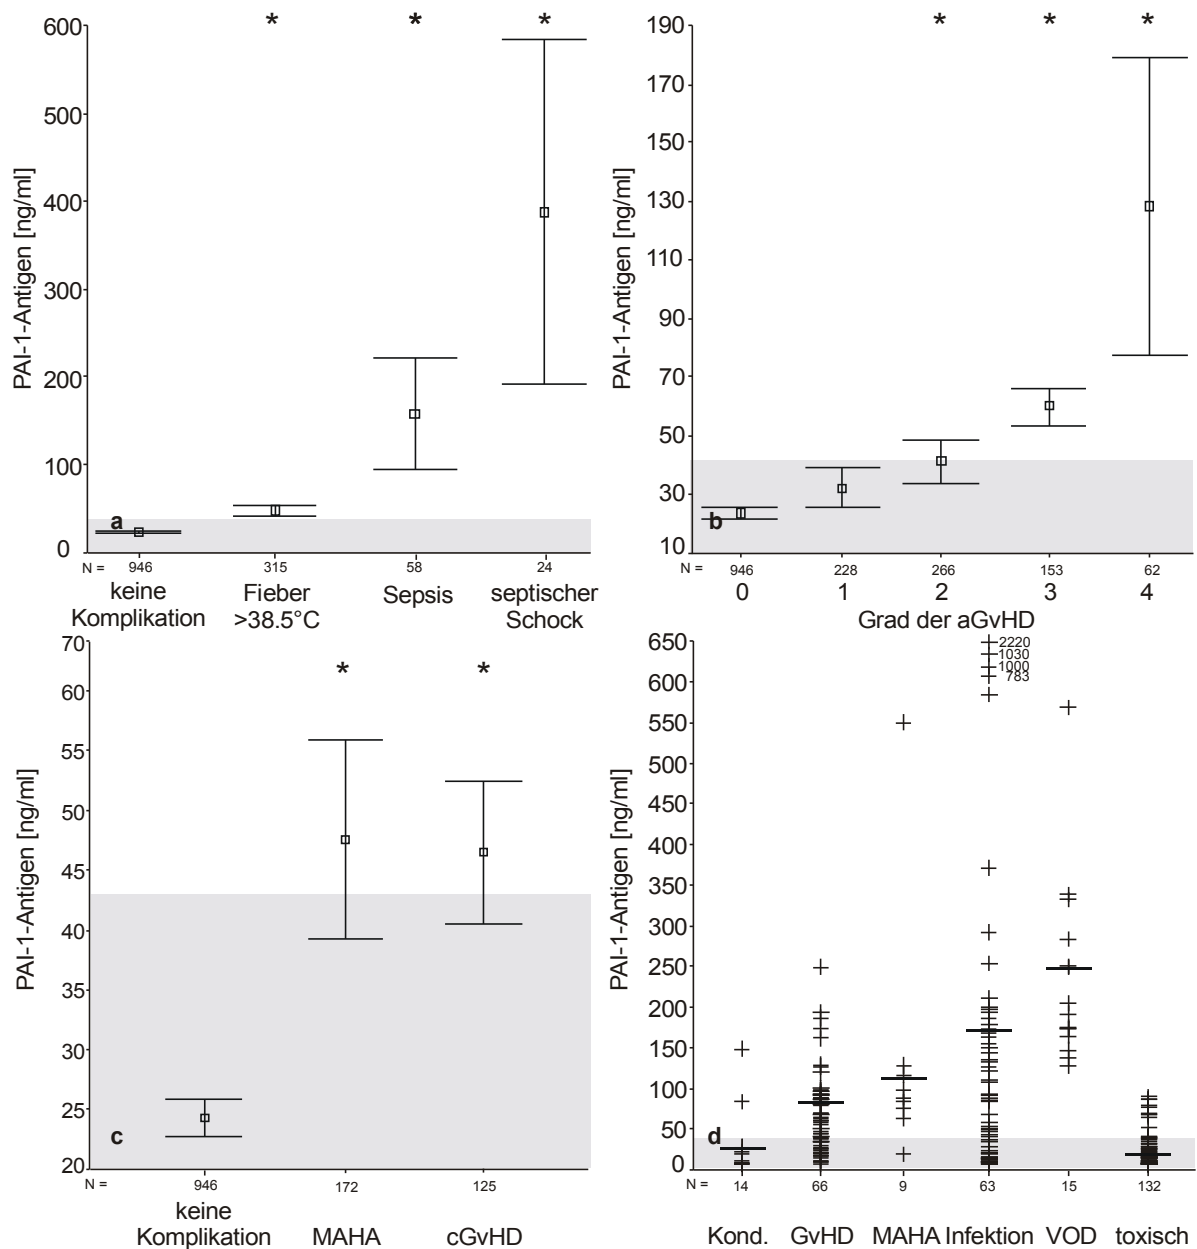 * * *
600
500
400
300
200
100
0
PAI-1-Antigen [ng/ml]
a
N = 946 315 58 24
keine Komplikation
Fieber >38.5°C
Sepsis
septischer Schock
* * *
190
170
150
130
110
90
70
50
30
10
PAI-1-Antigen [ng/ml]
b
N = 946 228 266 153 62
0 1 2 3 4
Grad der aGvHD
* *
70
60
55
50
45
40
35
30
25
20
PAI-1-Antigen [ng/ml]
c
N = 946 172 125
keine Komplikation
MAHA
cGvHD
650
600
550
500
450
400
350
300
250
200
150
100
50
0
PAI-1-Antigen [ng/ml]
2220
1030
1000
783
d
N = 14 66 9 63 15 132
Kond. GvHD MAHA Infektion VOD toxisch